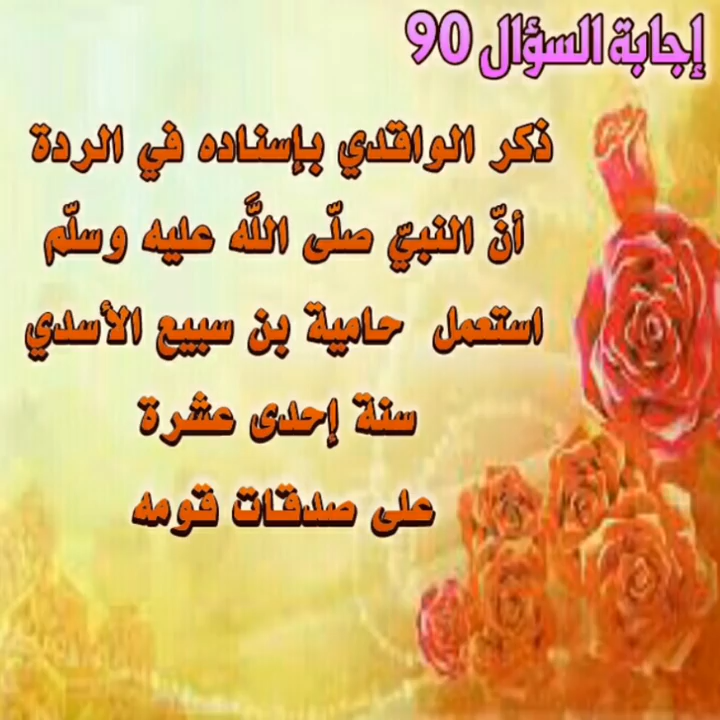 إجابة السؤال 90
ذكر الواقدي بإسناده في الردة
أنّ النبيّ صلّى اللَّه عليه وسلّم
استعمل حامية بن سبيع الأسدي
سنة إحدى عشرة
على صدقات قومه